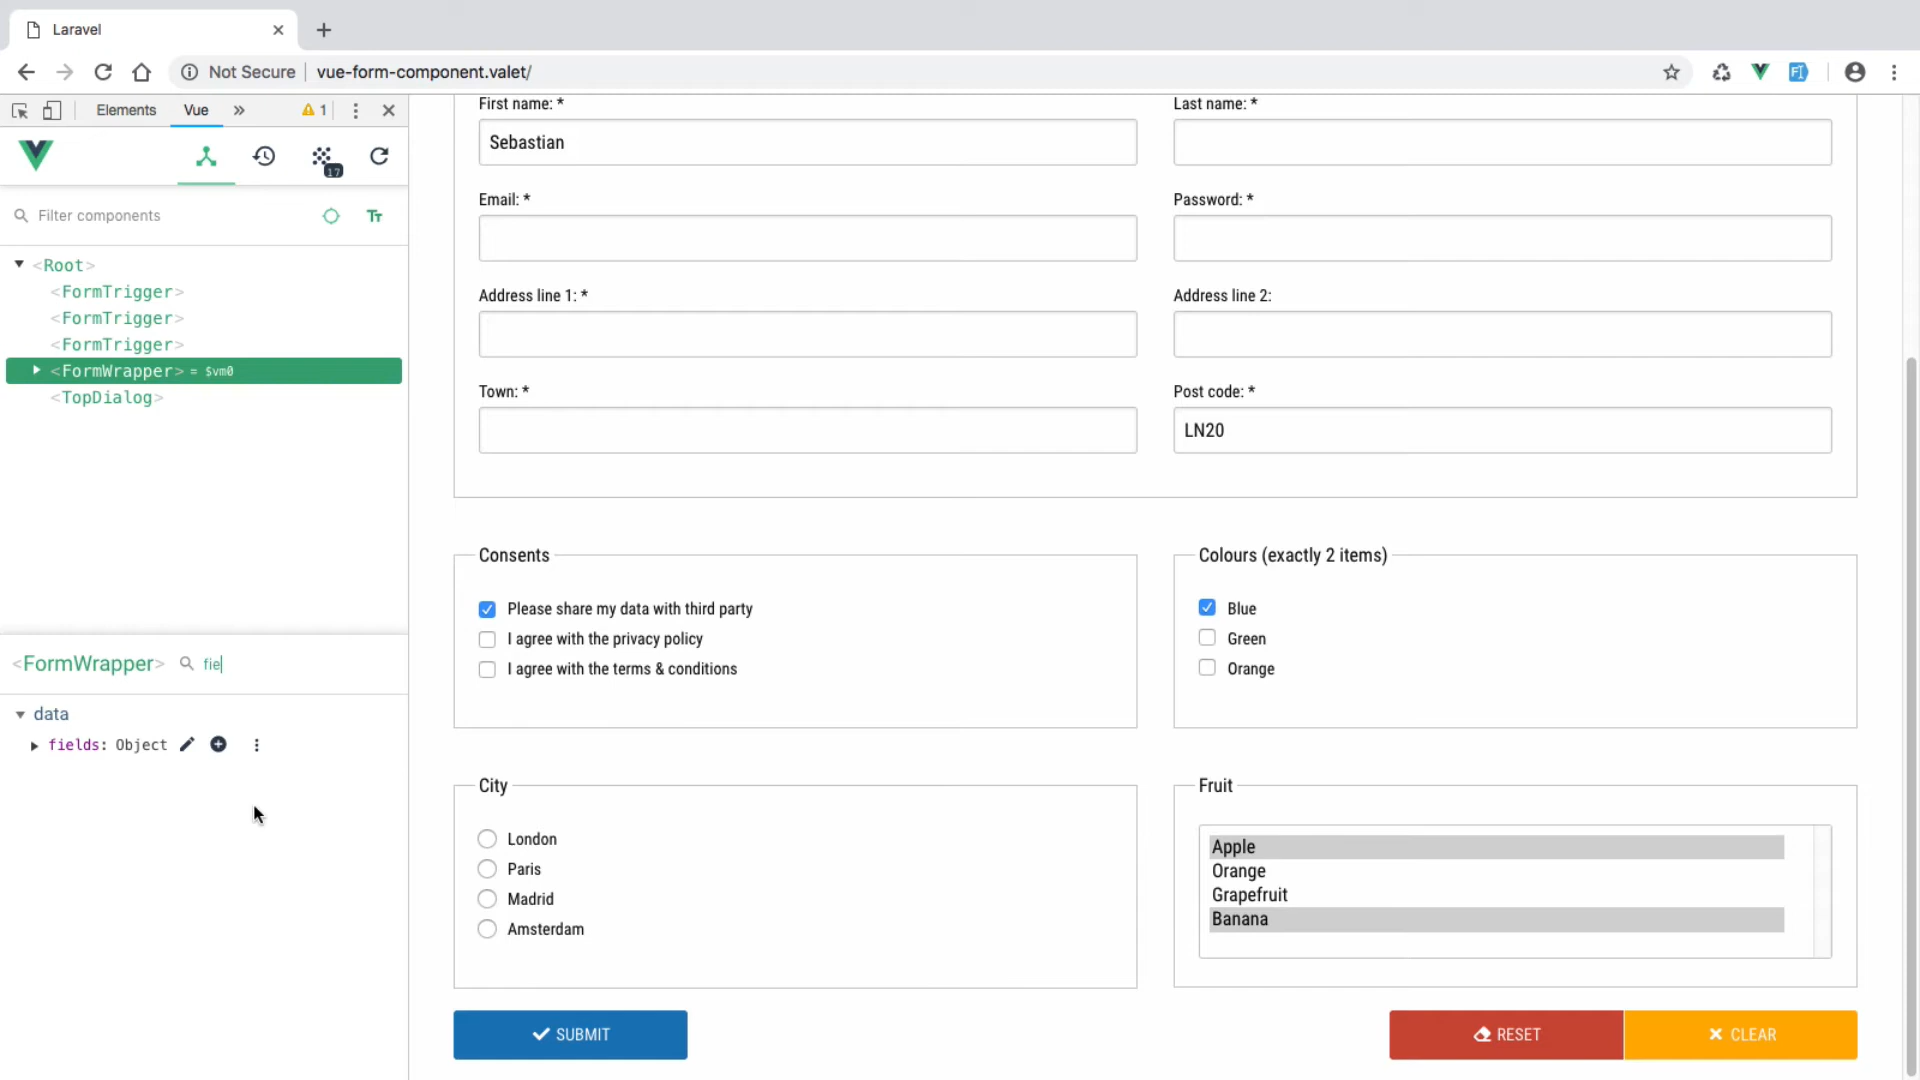 Laravel
Not Secure
vue-form-component.valet/
Elements
Vue
1
17
Filter components
Tт
<Root>
<FormTrigger>
<FormTrigger>
<FormTrigger>
<FormWrapper> = $vm0
<TopDialog>
<FormWrapper>
fie
data
fields: Object
First name: *
Sebastian
Last name: *
Email: *
Password: *
Address line 1: *
Address line 2:
Town: *
Post code: *
LN20
Consents
Please share my data with third party
I agree with the privacy policy
I agree with the terms & conditions
Colours (exactly 2 items)
Blue
Green
Orange
City
London
Paris
Madrid
Amsterdam
Fruit
Apple
Orange
Grapefruit
Banana
SUBMIT
RESET
CLEAR